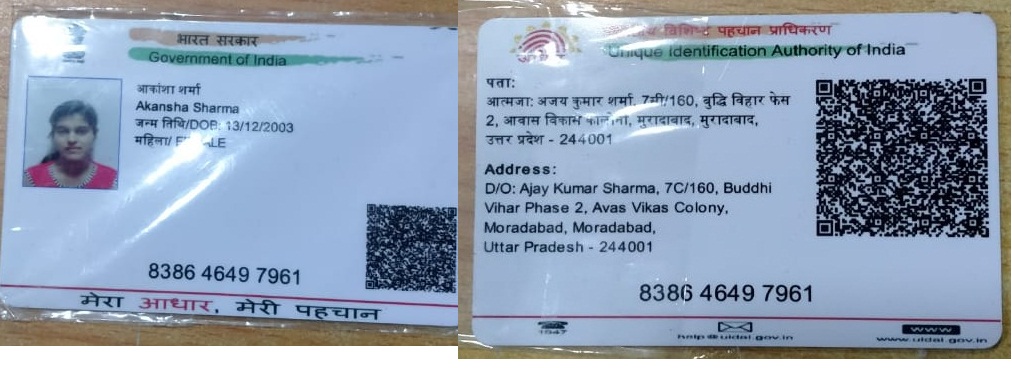 भारत सरकार
Government of India
आकांशा शर्मा
Akansha Sharma
जन्म तिथि/DOB: 13/12/2003
महिला/
8386 4649 7961
मेरा आधार, मेरी पहचान
विशिष्ट पहचान प्राधिकरण
Unique Identification Authority of India
पता:
आत्मजा: अजय कुमार शर्मा, 7सी/160, बुद्धि विहार फेस
2, आवास विकास कालोनी, मुरादाबाद, मुरादाबाद,
उत्तर प्रदेश - 244001
Address:
D/O: Ajay Kumar Sharma, 7C/160, Buddhi
Vihar Phase 2, Avas Vikas Colony,
Moradabad, Moradabad,
Uttar Pradesh - 244001
8386 4649 7961
1947
help@uidai.gov.in
www
www.uidai.gov.in